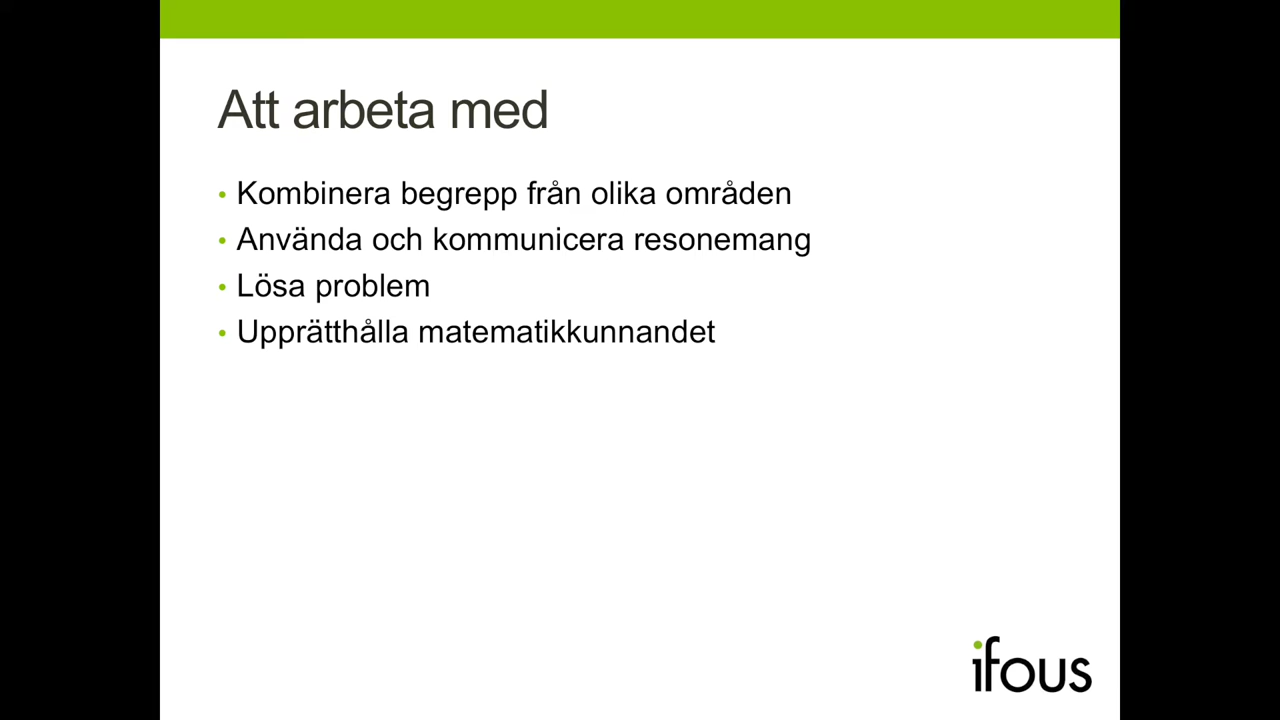 Att arbeta med
• Kombinera begrepp från olika områden
• Använda och kommunicera resonemang
• Lösa problem
• Upprätthålla matematikkunnandet
ifous